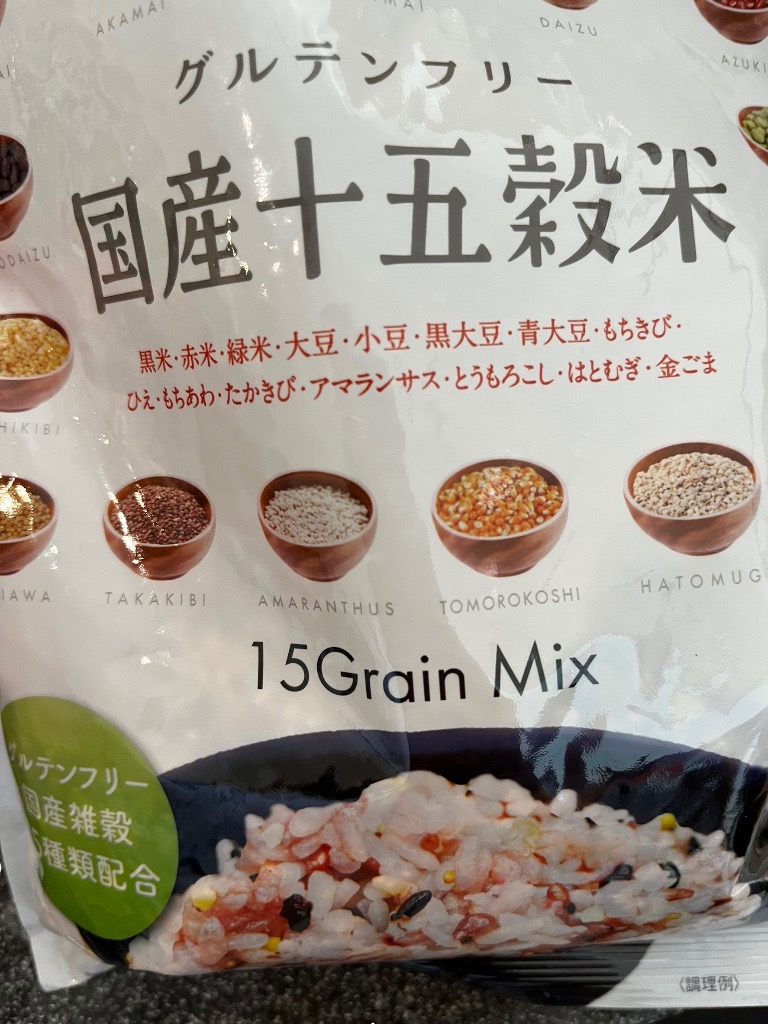 AKAMAI
DAIZU
AZUKI
グルテンフリー
国産十五穀米
黒米・赤米・緑米・大豆・小豆・黒大豆・青大豆・もちきび・
ひえ・もちあわ・たかきび・アマランサス・とうもろこし・はとむぎ・金ごま
TAKAKIBI
AMARANTHUS
TOMOROKOSHI
HATOMUG
15Grain Mix
グルテンフリー
国産雑穀
種類配合
〈調理例〉